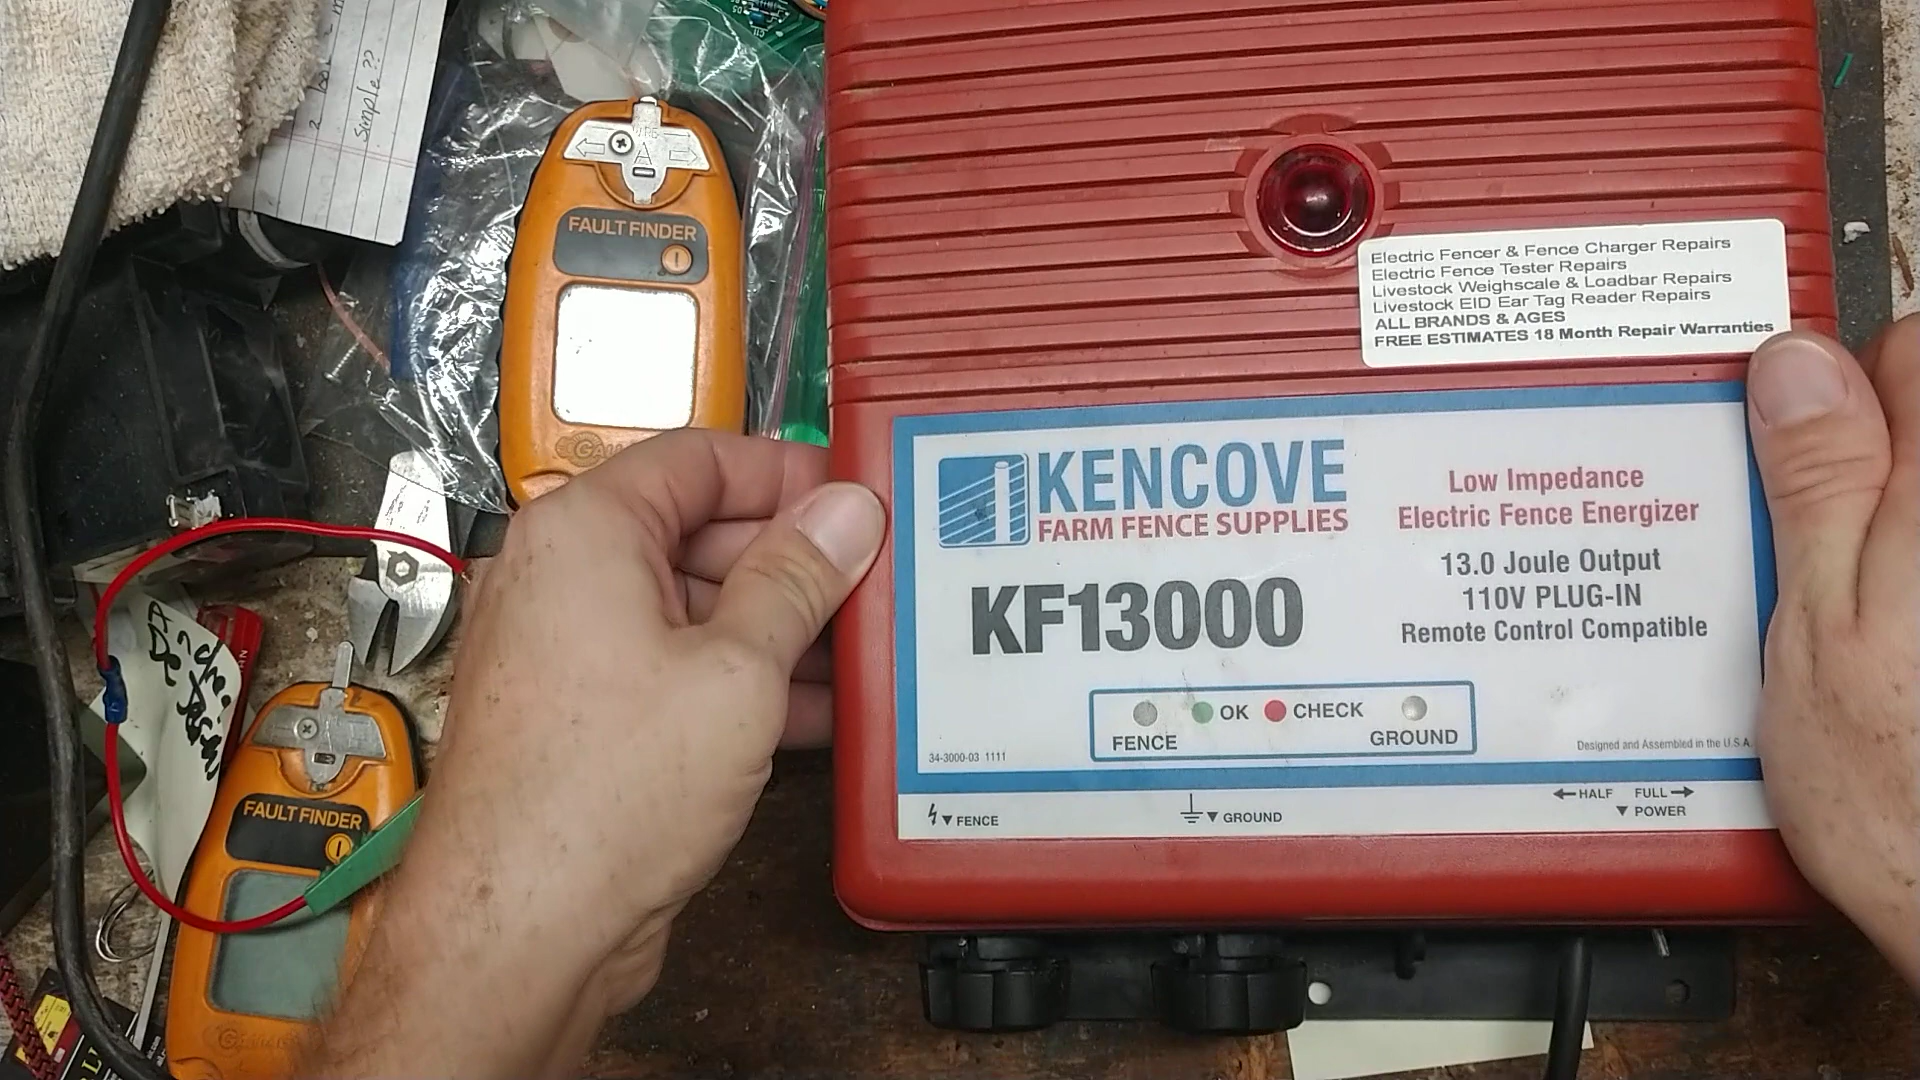 simple??
WIRE
FAULT FINDER
FAULT FINDER
Electric Fencer & Fence Charger Repairs
Electric Fence Tester Repairs
Livestock Weighscale & Loadbar Repairs
Livestock EID Ear Tag Reader Repairs
ALL BRANDS & AGES
FREE ESTIMATES 18 Month Repair Warranties
KENCOVE
FARM FENCE SUPPLIES
KF13000
Low Impedance
Electric Fence Energizer
13.0 Joule Output
110V PLUG-IN
Remote Control Compatible
OK CHECK
FENCE GROUND
34-3000-03 1111
Designed and Assembled in the U.S.A.
FENCE GROUND
HALF FULL
POWER